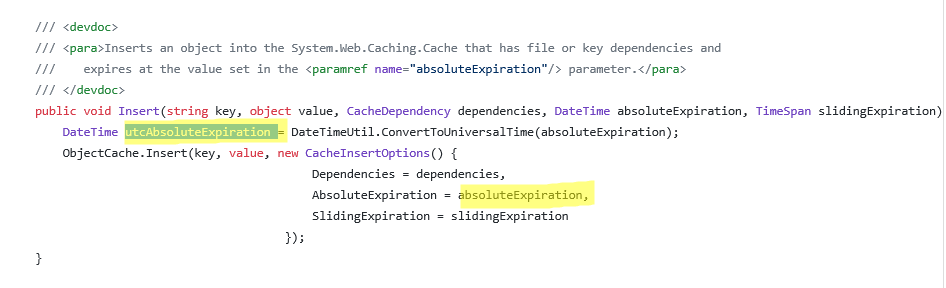 /// <devdoc>
/// <para>Inserts an object into the System.Web.Caching.Cache that has file or key dependencies and
///    expires at the value set in the <paramref name="absoluteExpiration"/> parameter.</para>
/// </devdoc>
public void Insert(string key, object value, CacheDependency dependencies, DateTime absoluteExpiration, TimeSpan slidingExpiration)
    DateTime utcAbsoluteExpiration = DateTimeUtil.ConvertToUniversalTime(absoluteExpiration);
    ObjectCache.Insert(key, value, new CacheInsertOptions() {
                                        Dependencies = dependencies,
                                        AbsoluteExpiration = absoluteExpiration,
                                        SlidingExpiration = slidingExpiration
                                    });
}